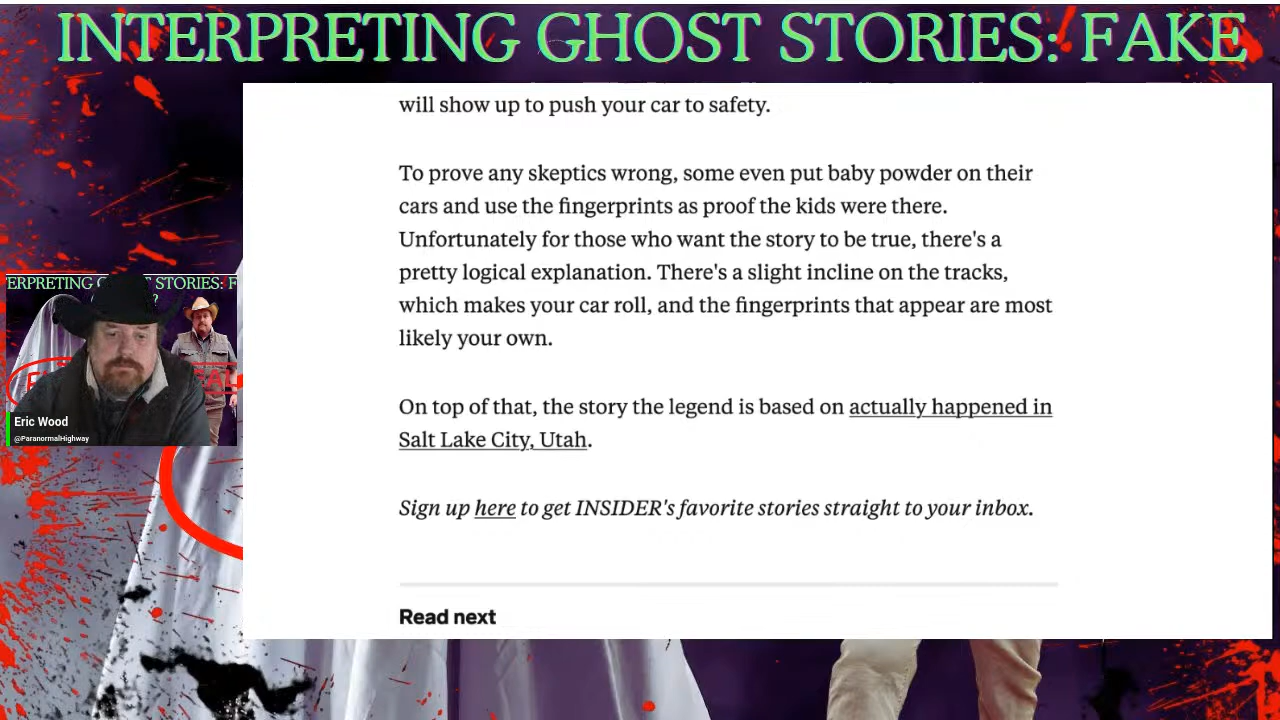 INTERPRETING GHOST STORIES: FAKE
will show up to push your car to safety.
To prove any skeptics wrong, some even put baby powder on their
cars and use the fingerprints as proof the kids were there.
Unfortunately for those who want the story to be true, there's a
pretty logical explanation. There's a slight incline on the tracks,
which makes your car roll, and the fingerprints that appear are most
likely your own.
On top of that, the story the legend is based on actually happened in
Salt Lake City, Utah.
Sign up here to get INSIDER's favorite stories straight to your inbox.
Read next
STORIES: F
Eric Wood
@ParanormalHighway